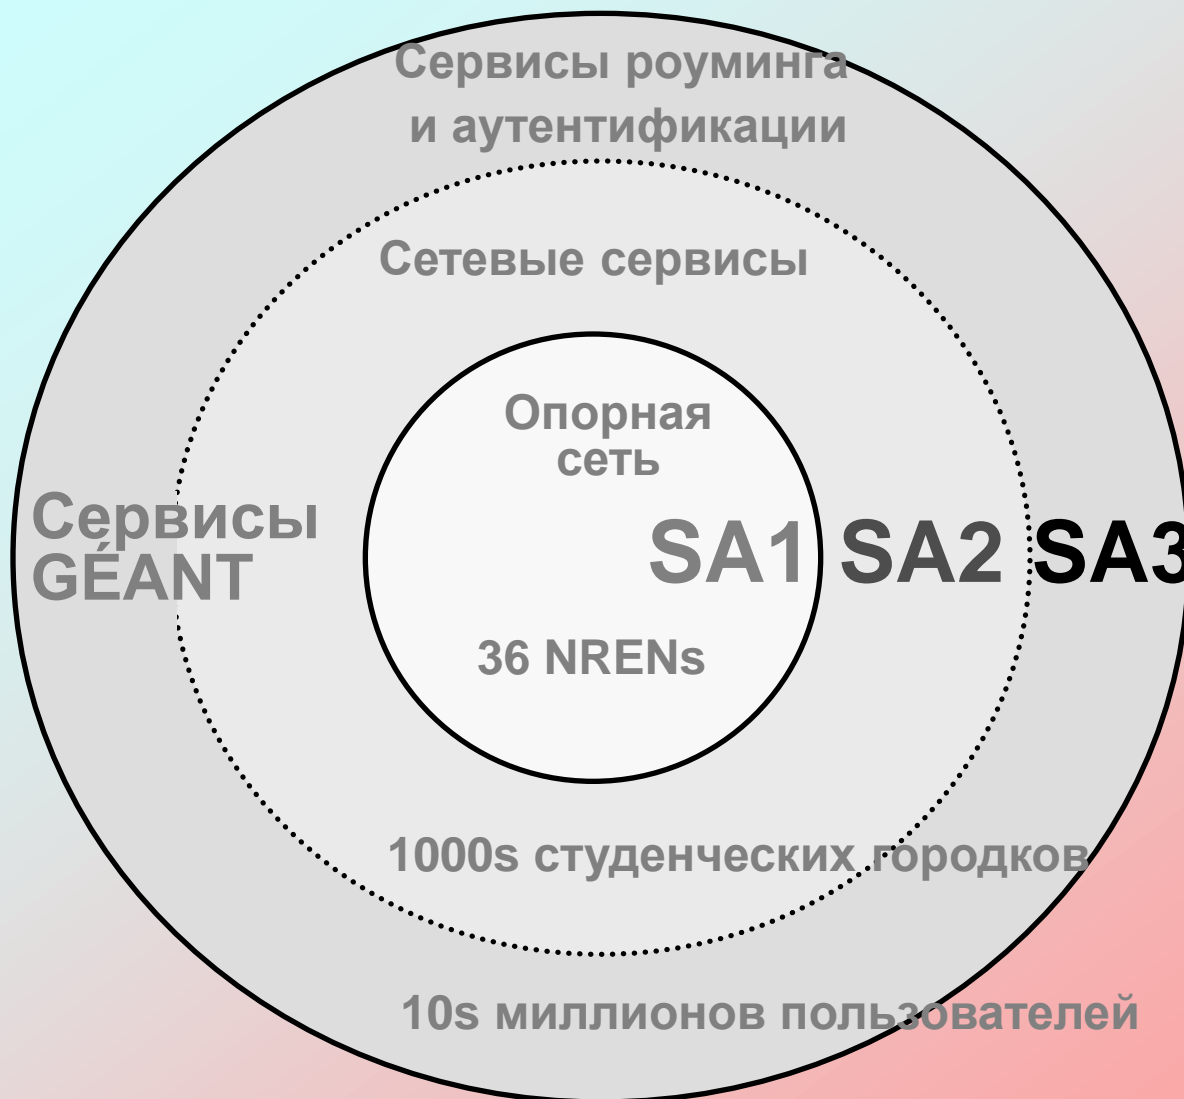 Сервисы роуминга
и аутентификации
Сетевые сервисы
Опорная
сеть
Сервисы
GÉANT
SA1 SA2 SA3
36 NRENs
1000s студенческих городков
10s миллионов пользователей